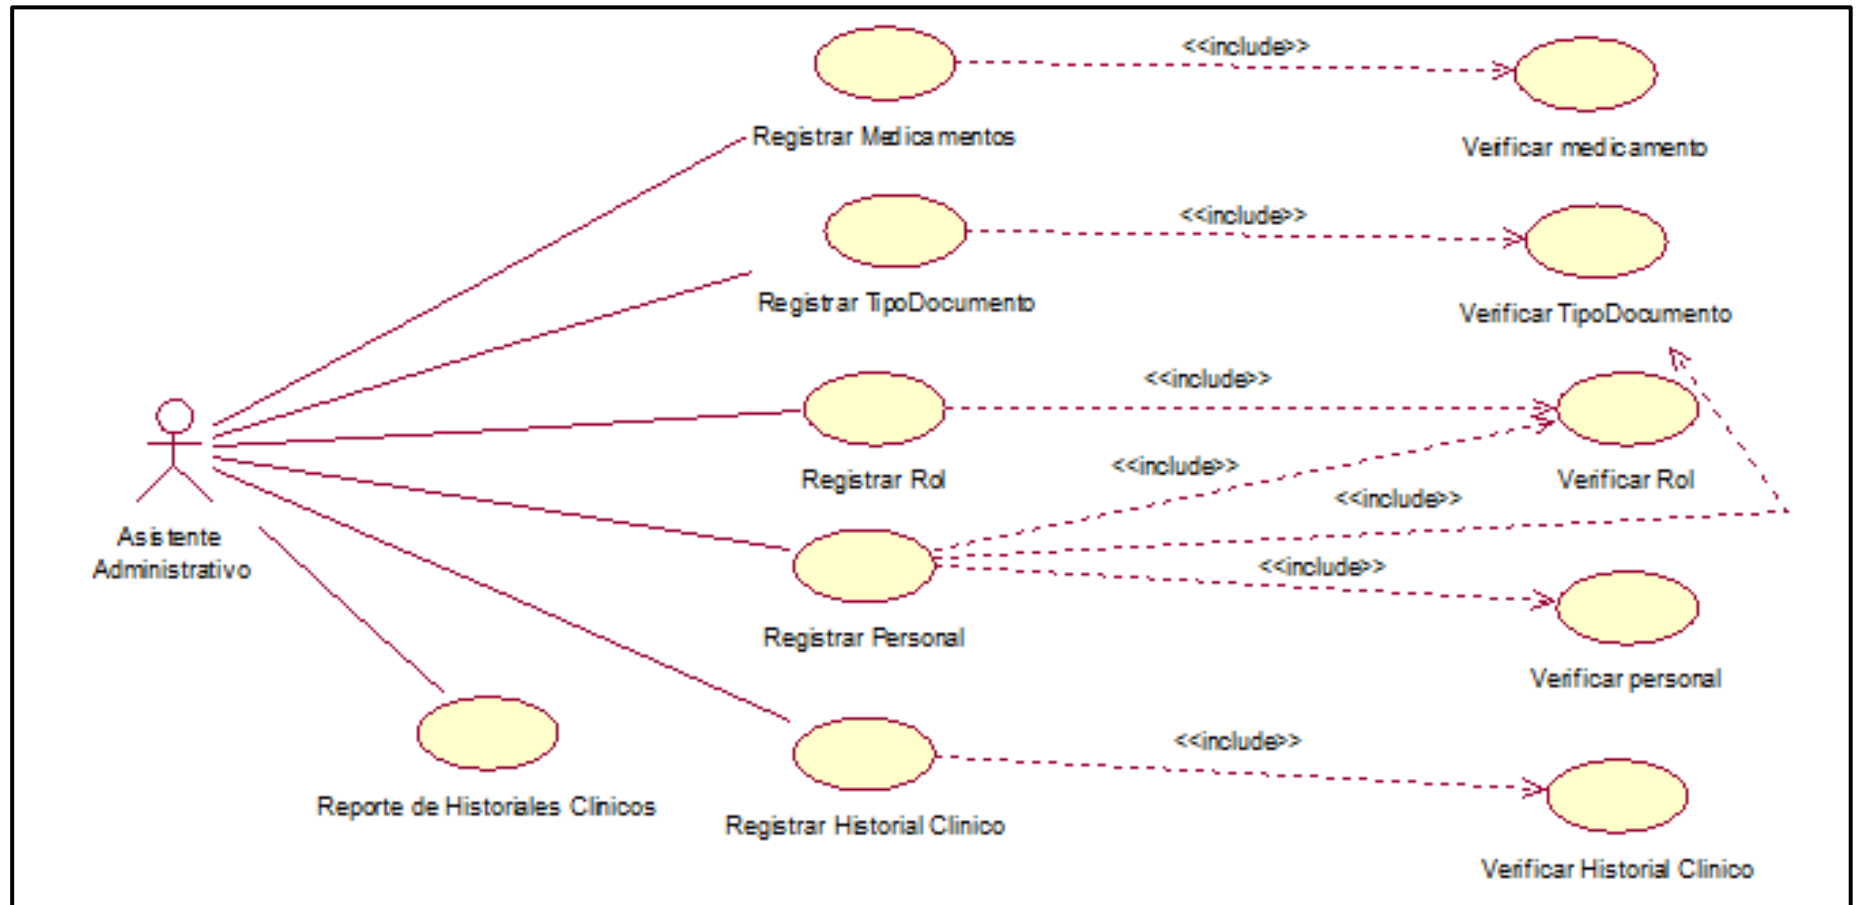 <<include>>
Registrar Medicamentos
Verificar medicamento
<<include>>
Registrar TipoDocumento
Verificar TipoDocumento
<<include>>
<<include>>
Registrar Rol
Verificar Rol
<<include>>
Asistente
Administrativo
<<include>>
Registrar Personal
Verificar personal
<<include>>
Reporte de Historiales Clinicos
Registrar Historial Clinico
Verificar Historial Clinico